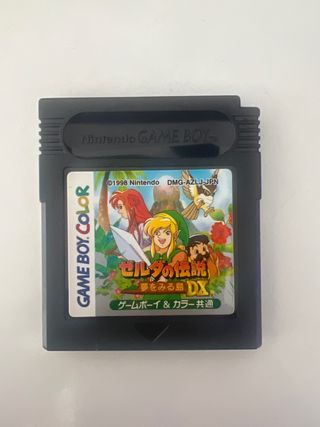 Nintendo GAME BOY™
©1998 Nintendo DMG-AZLJ-JPN
GAME BOY COLOR
ゼルダの伝説
夢をみる島 DX
ゲームボーイ & カラー共通